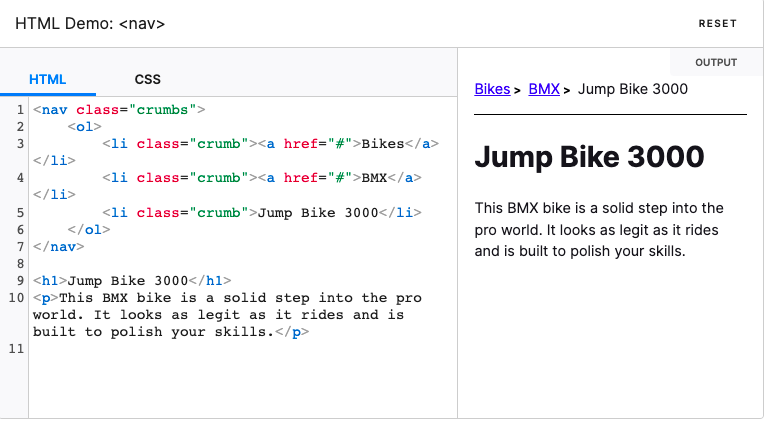 HTML Demo: <nav>
RESET
HTML
CSS
OUTPUT
1 <nav class="crumbs">
2     <ol>
3         <li class="crumb"><a href="#">Bikes</a>
</li>
4         <li class="crumb"><a href="#">BMX</a>
</li>
5         <li class="crumb">Jump Bike 3000</li>
6     </ol>
7 </nav>
8
9 <h1>Jump Bike 3000</h1>
10 <p>This BMX bike is a solid step into the pro
world. It looks as legit as it rides and is
built to polish your skills.</p>
11
Bikes > BMX > Jump Bike 3000
Jump Bike 3000
This BMX bike is a solid step into the
pro world. It looks as legit as it rides
and is built to polish your skills.